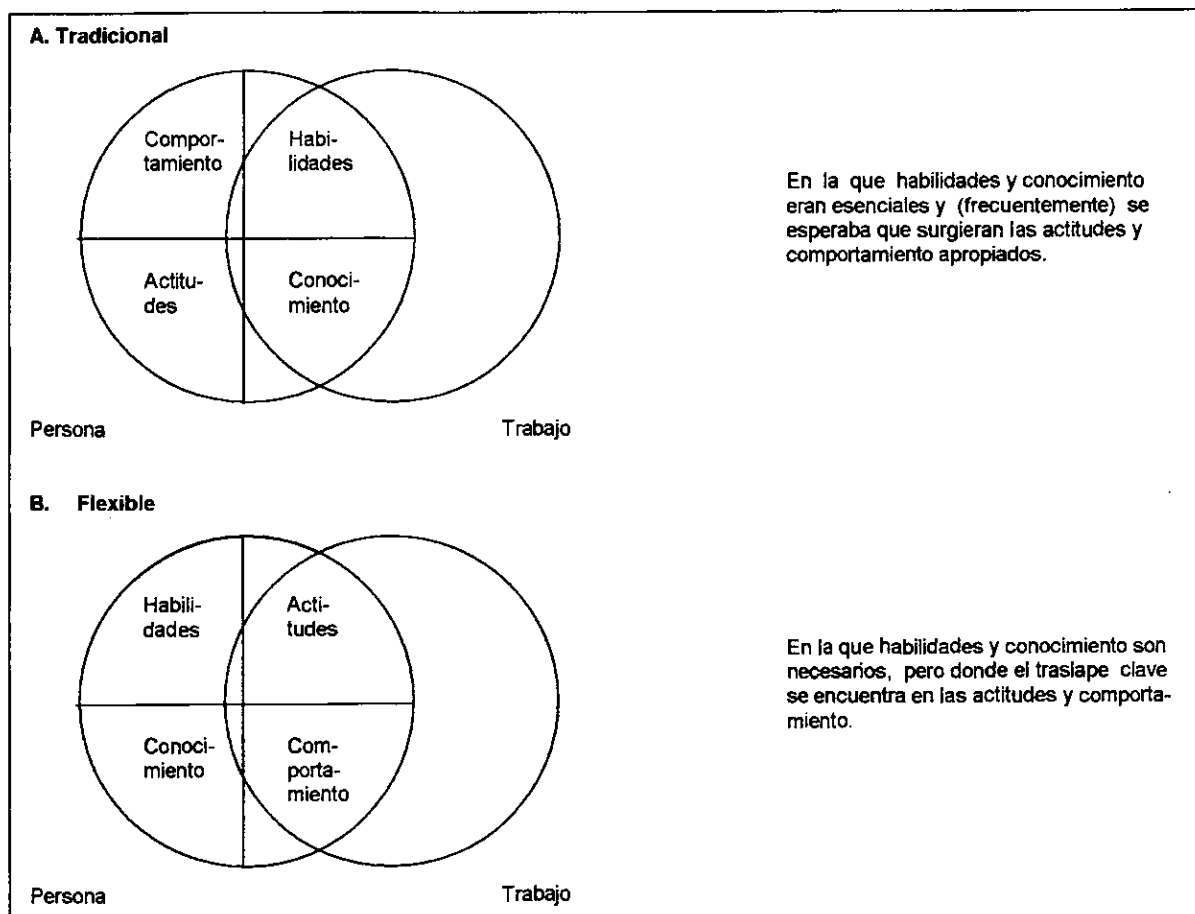 A. Tradicional
Compor-
tamiento
Habi-
lidades
Actitu-
des
Conoci-
miento
En la que habilidades y conocimiento
eran esenciales y (frecuentemente) se
esperaba que surgieran las actitudes y
comportamiento apropiados.
Persona
Trabajo
B. Flexible
Habili-
dades
Acti-
tudes
Conoci-
miento
Com-
porta-
miento
En la que habilidades y conocimiento son
necesarios, pero donde el traslape clave
se encuentra en las actitudes y comporta-
miento.
Persona
Trabajo